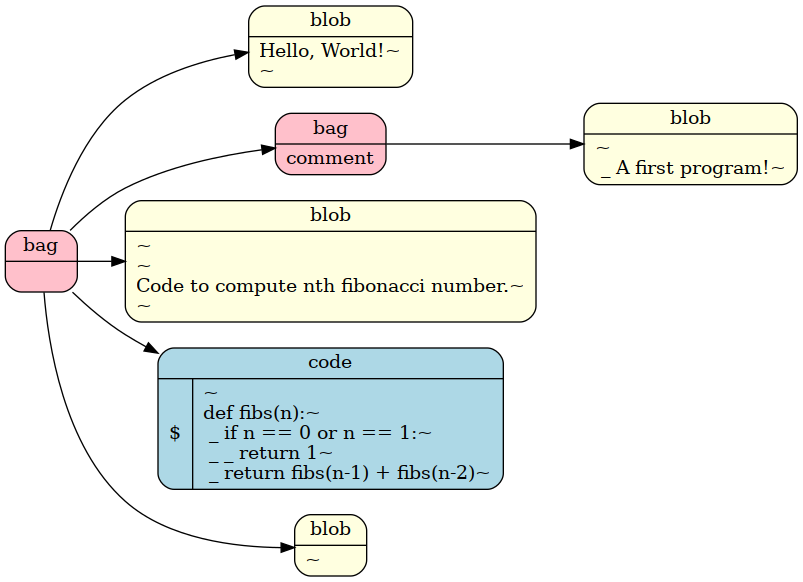 blob
Hello, World!~
~
bag
comment
blob
~
_ A first program!~
bag
blob
~
~
Code to compute nth fibonacci number.~
~
code
$
~
def fibs(n):~
_ if n == 0 or n == 1:~
_ _ return 1~
_ return fibs(n-1) + fibs(n-2)~
blob
~